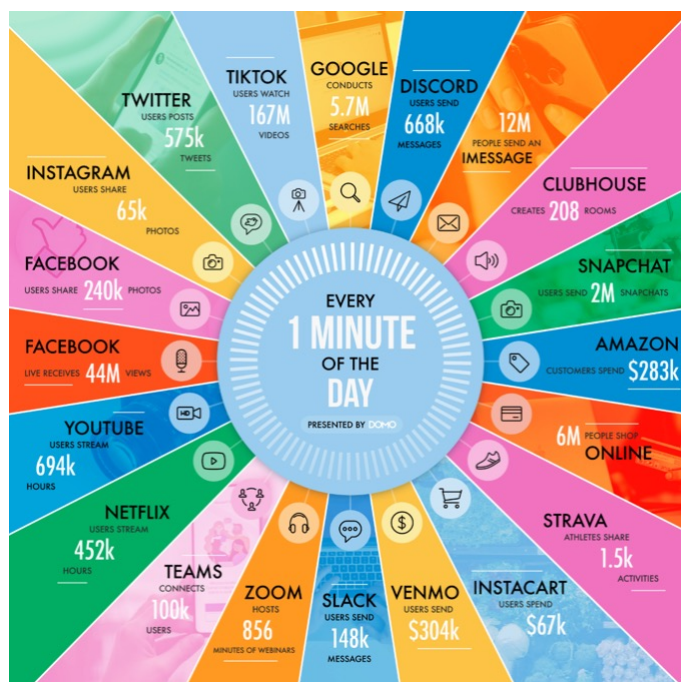 GOOGLE
CONDUCTS
5.7M
SEARCHES
DISCORD
USERS SEND
668k
MESSAGES
12M
PEOPLE SEND AN
IMESSAGE
CLUBHOUSE
CREATES 208 ROOMS
SNAPCHAT
USERS SEND 2M SNAPCHATS
AMAZON
CUSTOMERS SPEND $283k
6M PEOPLE SHOP
ONLINE
STRAVA
ATHLETES SHARE
1.5k
ACTIVITIES
INSTACART
USERS SPEND
$67k
VENMO
USERS SEND
$304k
SLACK
USERS SEND
148k
MESSAGES
ZOOM
HOSTS
856
MINUTES OF WEBINARS
TEAMS
CONNECTS
100k
USERS
NETFLIX
USERS STREAM
452k
HOURS
YOUTUBE
USERS STREAM
694k
HOURS
FACEBOOK
LIVE RECEIVES 44M VIEWS
FACEBOOK
USERS SHARE 240k PHOTOS
INSTAGRAM
USERS SHARE
65k
PHOTOS
TWITTER
USERS POSTS
575k
TWEETS
TIKTOK
USERS WATCH
167M
VIDEOS
EVERY
1 MINUTE
OF THE
DAY
PRESENTED BY DOMO
HD